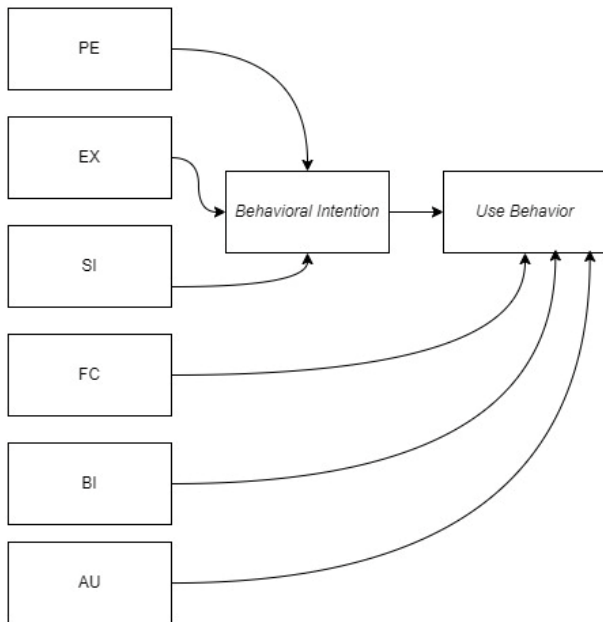 PE
EX
Behavioral Intention
Use Behavior
SI
FC
BI
AU